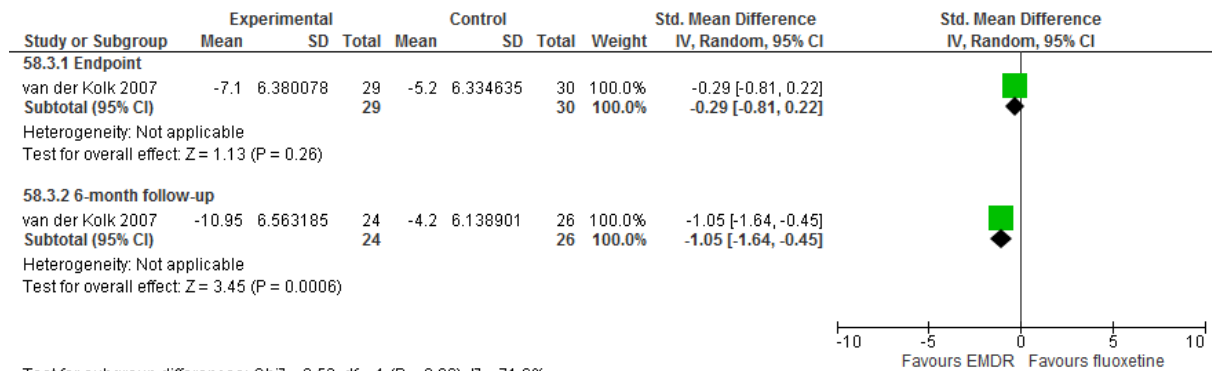 Experimental Control Std. Mean Difference Std. Mean Difference
Study or Subgroup Mean SD Total Mean SD Total Weight IV, Random, 95% CI IV, Random, 95% CI
58.3.1 Endpoint
van der Kolk 2007 -7.1 6.380078 29 -5.2 6.334635 30 100.0% -0.29 [-0.81, 0.22]
Subtotal (95% CI) 29 30 100.0% -0.29 [-0.81, 0.22]
Heterogeneity: Not applicable
Test for overall effect: Z = 1.13 (P = 0.26)
58.3.2 6-month follow-up
van der Kolk 2007 -10.95 6.563185 24 -4.2 6.138901 26 100.0% -1.05 [-1.64, -0.45]
Subtotal (95% CI) 24 26 100.0% -1.05 [-1.64, -0.45]
Heterogeneity: Not applicable
Test for overall effect: Z = 3.45 (P = 0.0006)
-10 -5 0 5 10
Favours EMDR Favours fluoxetine